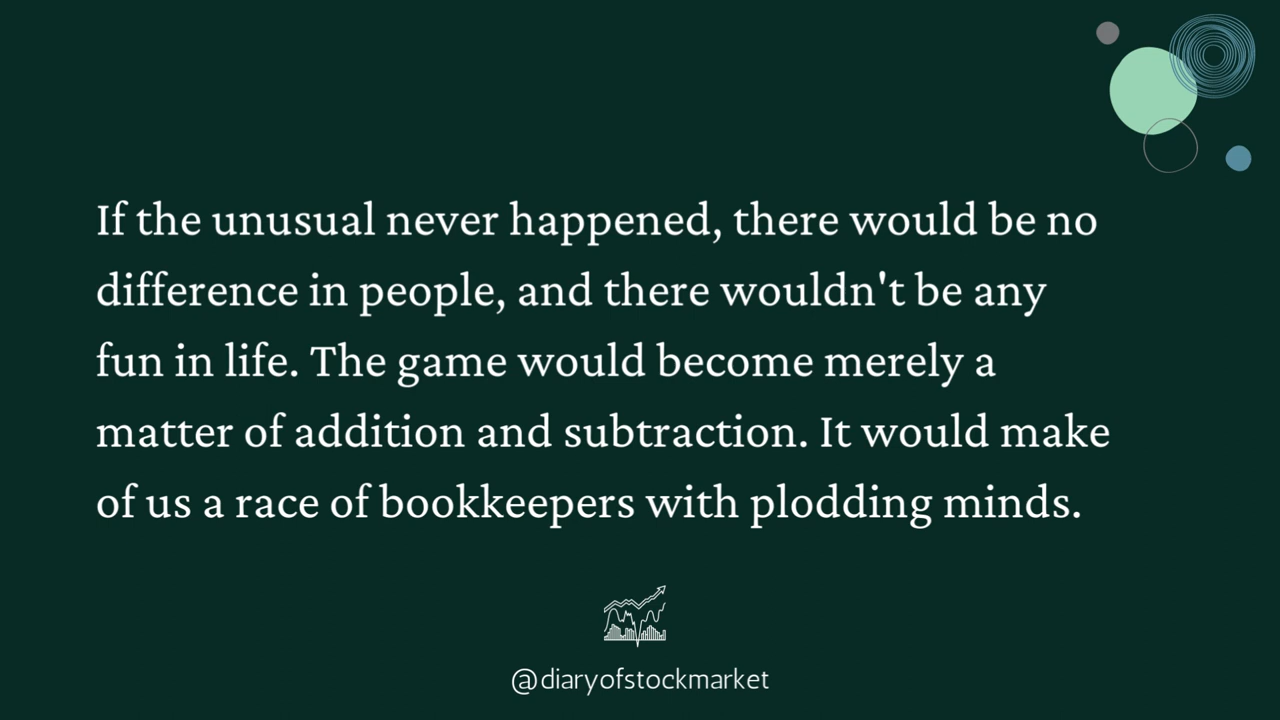 If the unusual never happened, there would be no
difference in people, and there wouldn't be any
fun in life. The game would become merely a
matter of addition and subtraction. It would make
of us a race of bookkeepers with plodding minds.
@diaryofstockmarket